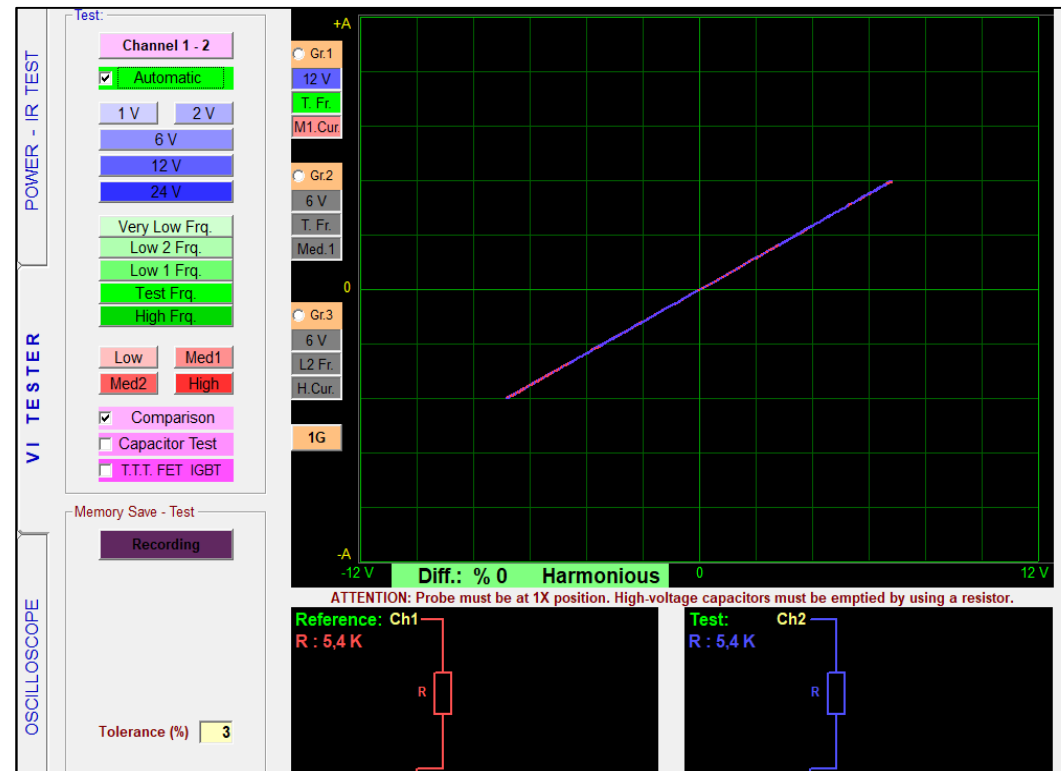 POWER - IR TEST
VI TESTER
OSCILLOSCOPE
Test:
Channel 1 - 2
Automatic
1 V
2 V
6 V
12 V
24 V
Very Low Frq.
Low 2 Frq.
Low 1 Frq.
Test Frq.
High Frq.
Low
Med1
Med2
High
Comparison
Capacitor Test
T.T.T. FET IGBT
Memory Save - Test
Recording
Tolerance (%) 3
Gr.1
12 V
T. Fr.
M1.Cur.
Gr.2
6 V
T. Fr.
Med.1
Gr.3
6 V
L2 Fr.
H.Cur.
1G
+A
0
-A
-12 V
0
12 V
Diff.: % 0 Harmonious
ATTENTION: Probe must be at 1X position. High-voltage capacitors must be emptied by using a resistor.
Reference: Ch1
R : 5,4 K
R
Test: Ch2
R : 5,4 K
R